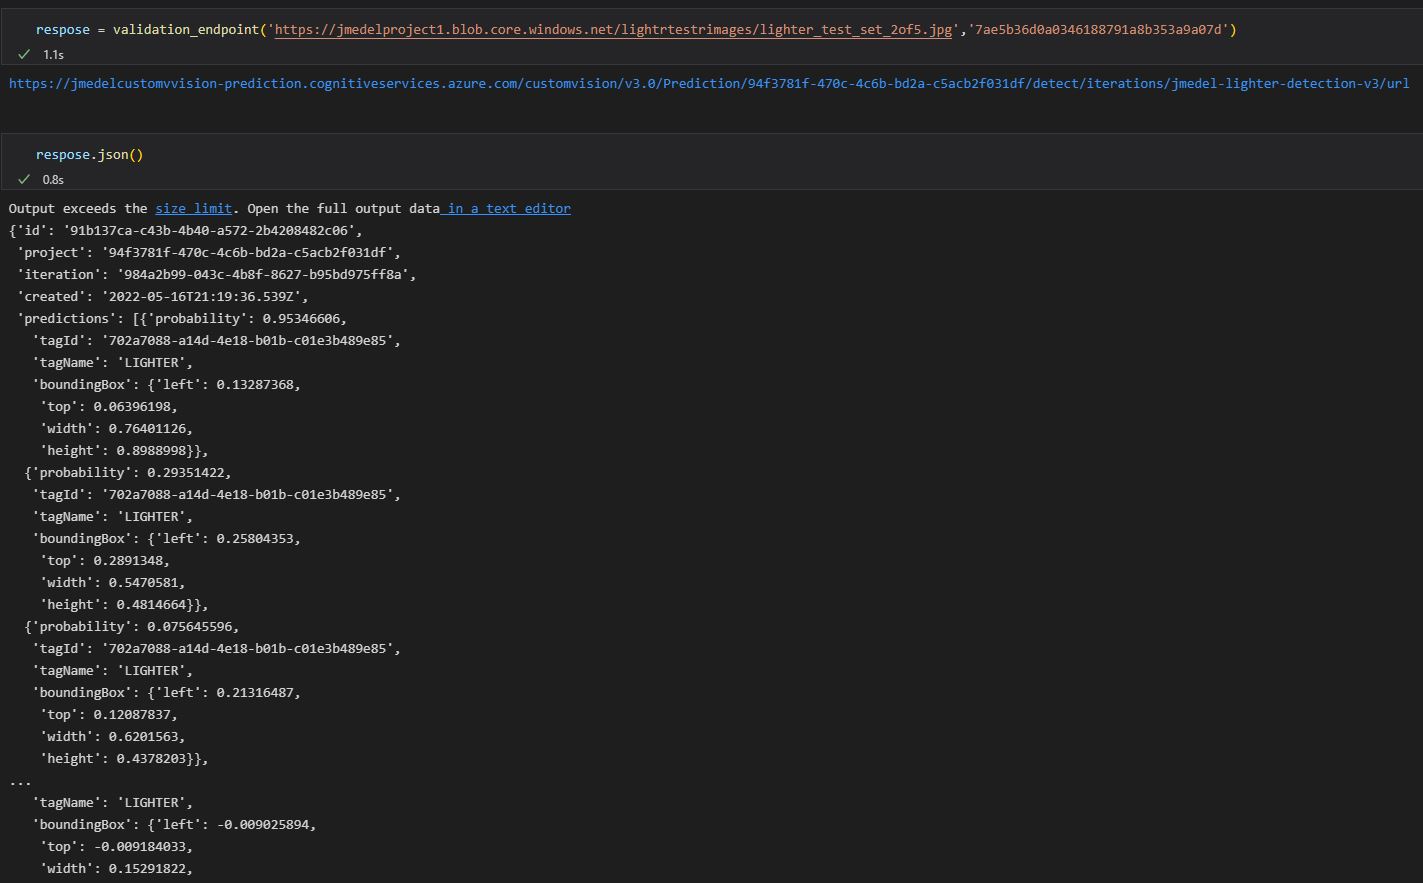 respose = validation_endpoint('https://jmedelproject1.blob.core.windows.net/lightrtestrimages/lighter_test_set_2of5.jpg','7ae5b36d0a0346188791a8b353a9a07d')
✓ 1.1s
https://jmedelcustomvvision-prediction.cognitiveservices.azure.com/customvision/v3.0/Prediction/94f3781f-470c-4c6b-bd2a-c5acb2f031df/detect/iterations/jmedel-lighter-detection-v3/url
respose.json()
✓ 0.8s
Output exceeds the size limit. Open the full output data in a text editor
{'id': '91b137ca-c43b-4b40-a572-2b4208482c06',
'project': '94f3781f-470c-4c6b-bd2a-c5acb2f031df',
'iteration': '984a2b99-043c-4b8f-8627-b95bd975ff8a',
'created': '2022-05-16T21:19:36.539Z',
'predictions': [{'probability': 0.95346606,
'tagId': '702a7088-a14d-4e18-b01b-c01e3b489e85',
'tagName': 'LIGHTER',
'boundingBox': {'left': 0.13287368,
'top': 0.06396198,
'width': 0.76401126,
'height': 0.8988998}},
{'probability': 0.29351422,
'tagId': '702a7088-a14d-4e18-b01b-c01e3b489e85',
'tagName': 'LIGHTER',
'boundingBox': {'left': 0.25804353,
'top': 0.2891348,
'width': 0.5470581,
'height': 0.4814664}},
{'probability': 0.075645596,
'tagId': '702a7088-a14d-4e18-b01b-c01e3b489e85',
'tagName': 'LIGHTER',
'boundingBox': {'left': 0.21316487,
'top': 0.12087837,
'width': 0.6201563,
'height': 0.4378203}},
...
'tagName': 'LIGHTER',
'boundingBox': {'left': -0.009025894,
'top': -0.009184033,
'width': 0.15291822,